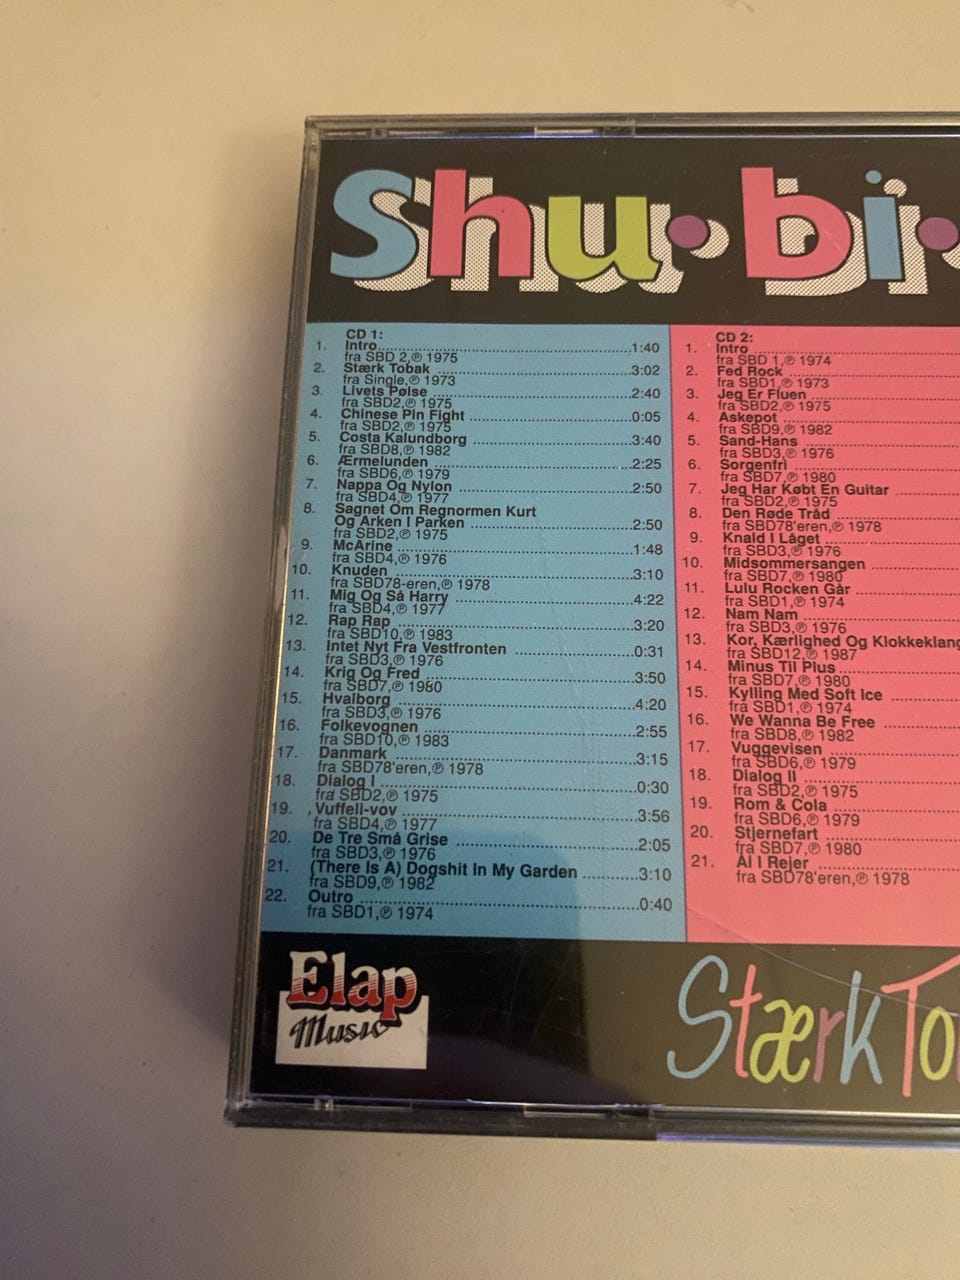 Shu·bi·
CD 1:
1. Intro 1:40
fra SBD 2,℗ 1975
2. Stærk Tobak 3:02
fra Single,℗ 1973
3. Livets Pølse 2:40
fra SBD2,℗ 1975
4. Chinese Pin Fight 0:05
fra SBD2,℗ 1975
5. Costa Kalundborg 3:40
fra SBD8,℗ 1982
6. Ærmelunden 2:25
fra SBD6,℗ 1979
7. Nappa Og Nylon 2:50
fra SBD4,℗ 1977
8. Sagnet Om Regnormen Kurt
Og Arken I Parken 2:50
fra SBD2,℗ 1975
9. McArine 1:48
fra SBD4,℗ 1976
10. Knuden 3:10
fra SBD78-eren,℗ 1978
11. Mig Og Så Harry 4:22
fra SBD4,℗ 1977
12. Rap Rap 3:20
fra SBD10,℗ 1983
13. Intet Nyt Fra Vestfronten 0:31
fra SBD3,℗ 1976
14. Krig Og Fred 3:50
fra SBD7,℗ 1980
15. Hvalborg 4:20
fra SBD3,℗ 1976
16. Folkevognen 2:55
fra SBD10,℗ 1983
17. Danmark 3:15
fra SBD78'eren,℗ 1978
18. Dialog I 0:30
fra SBD2,℗ 1975
19. Vuffeli-vov 3:56
fra SBD4,℗ 1977
20. De Tre Små Grise 2:05
fra SBD3,℗ 1976
21. (There Is A) Dogshit In My Garden 3:10
fra SBD9,℗ 1982
22. Outro 0:40
fra SBD1,℗ 1974
CD 2:
1. Intro
fra SBD 1,℗ 1974
2. Fed Rock
fra SBD1,℗ 1973
3. Jeg Er Fluen
fra SBD2,℗ 1975
4. Askepot
fra SBD9,℗ 1982
5. Sand-Hans
fra SBD3,℗ 1976
6. Sorgenfri
fra SBD7,℗ 1980
7. Jeg Har Købt En Guitar
fra SBD2,℗ 1975
8. Den Røde Tråd
fra SBD78'eren,℗ 1978
9. Knald I Låget
fra SBD3,℗ 1976
10. Midsommersangen
fra SBD7,℗ 1980
11. Lulu Rocken Går
fra SBD1,℗ 1974
12. Nam Nam
fra SBD3,℗ 1976
13. Kor, Kærlighed Og Klokkeklang
fra SBD12,℗ 1987
14. Minus Til Plus
fra SBD7,℗ 1980
15. Kylling Med Soft Ice
fra SBD1,℗ 1974
16. We Wanna Be Free
fra SBD8,℗ 1982
17. Vuggevisen
fra SBD6,℗ 1979
18. Dialog II
fra SBD2,℗ 1975
19. Rom & Cola
fra SBD6,℗ 1979
20. Stjernefart
fra SBD7,℗ 1980
21. Ål I Rejer
fra SBD78'eren,℗ 1978
Elap
Music
Stærk To